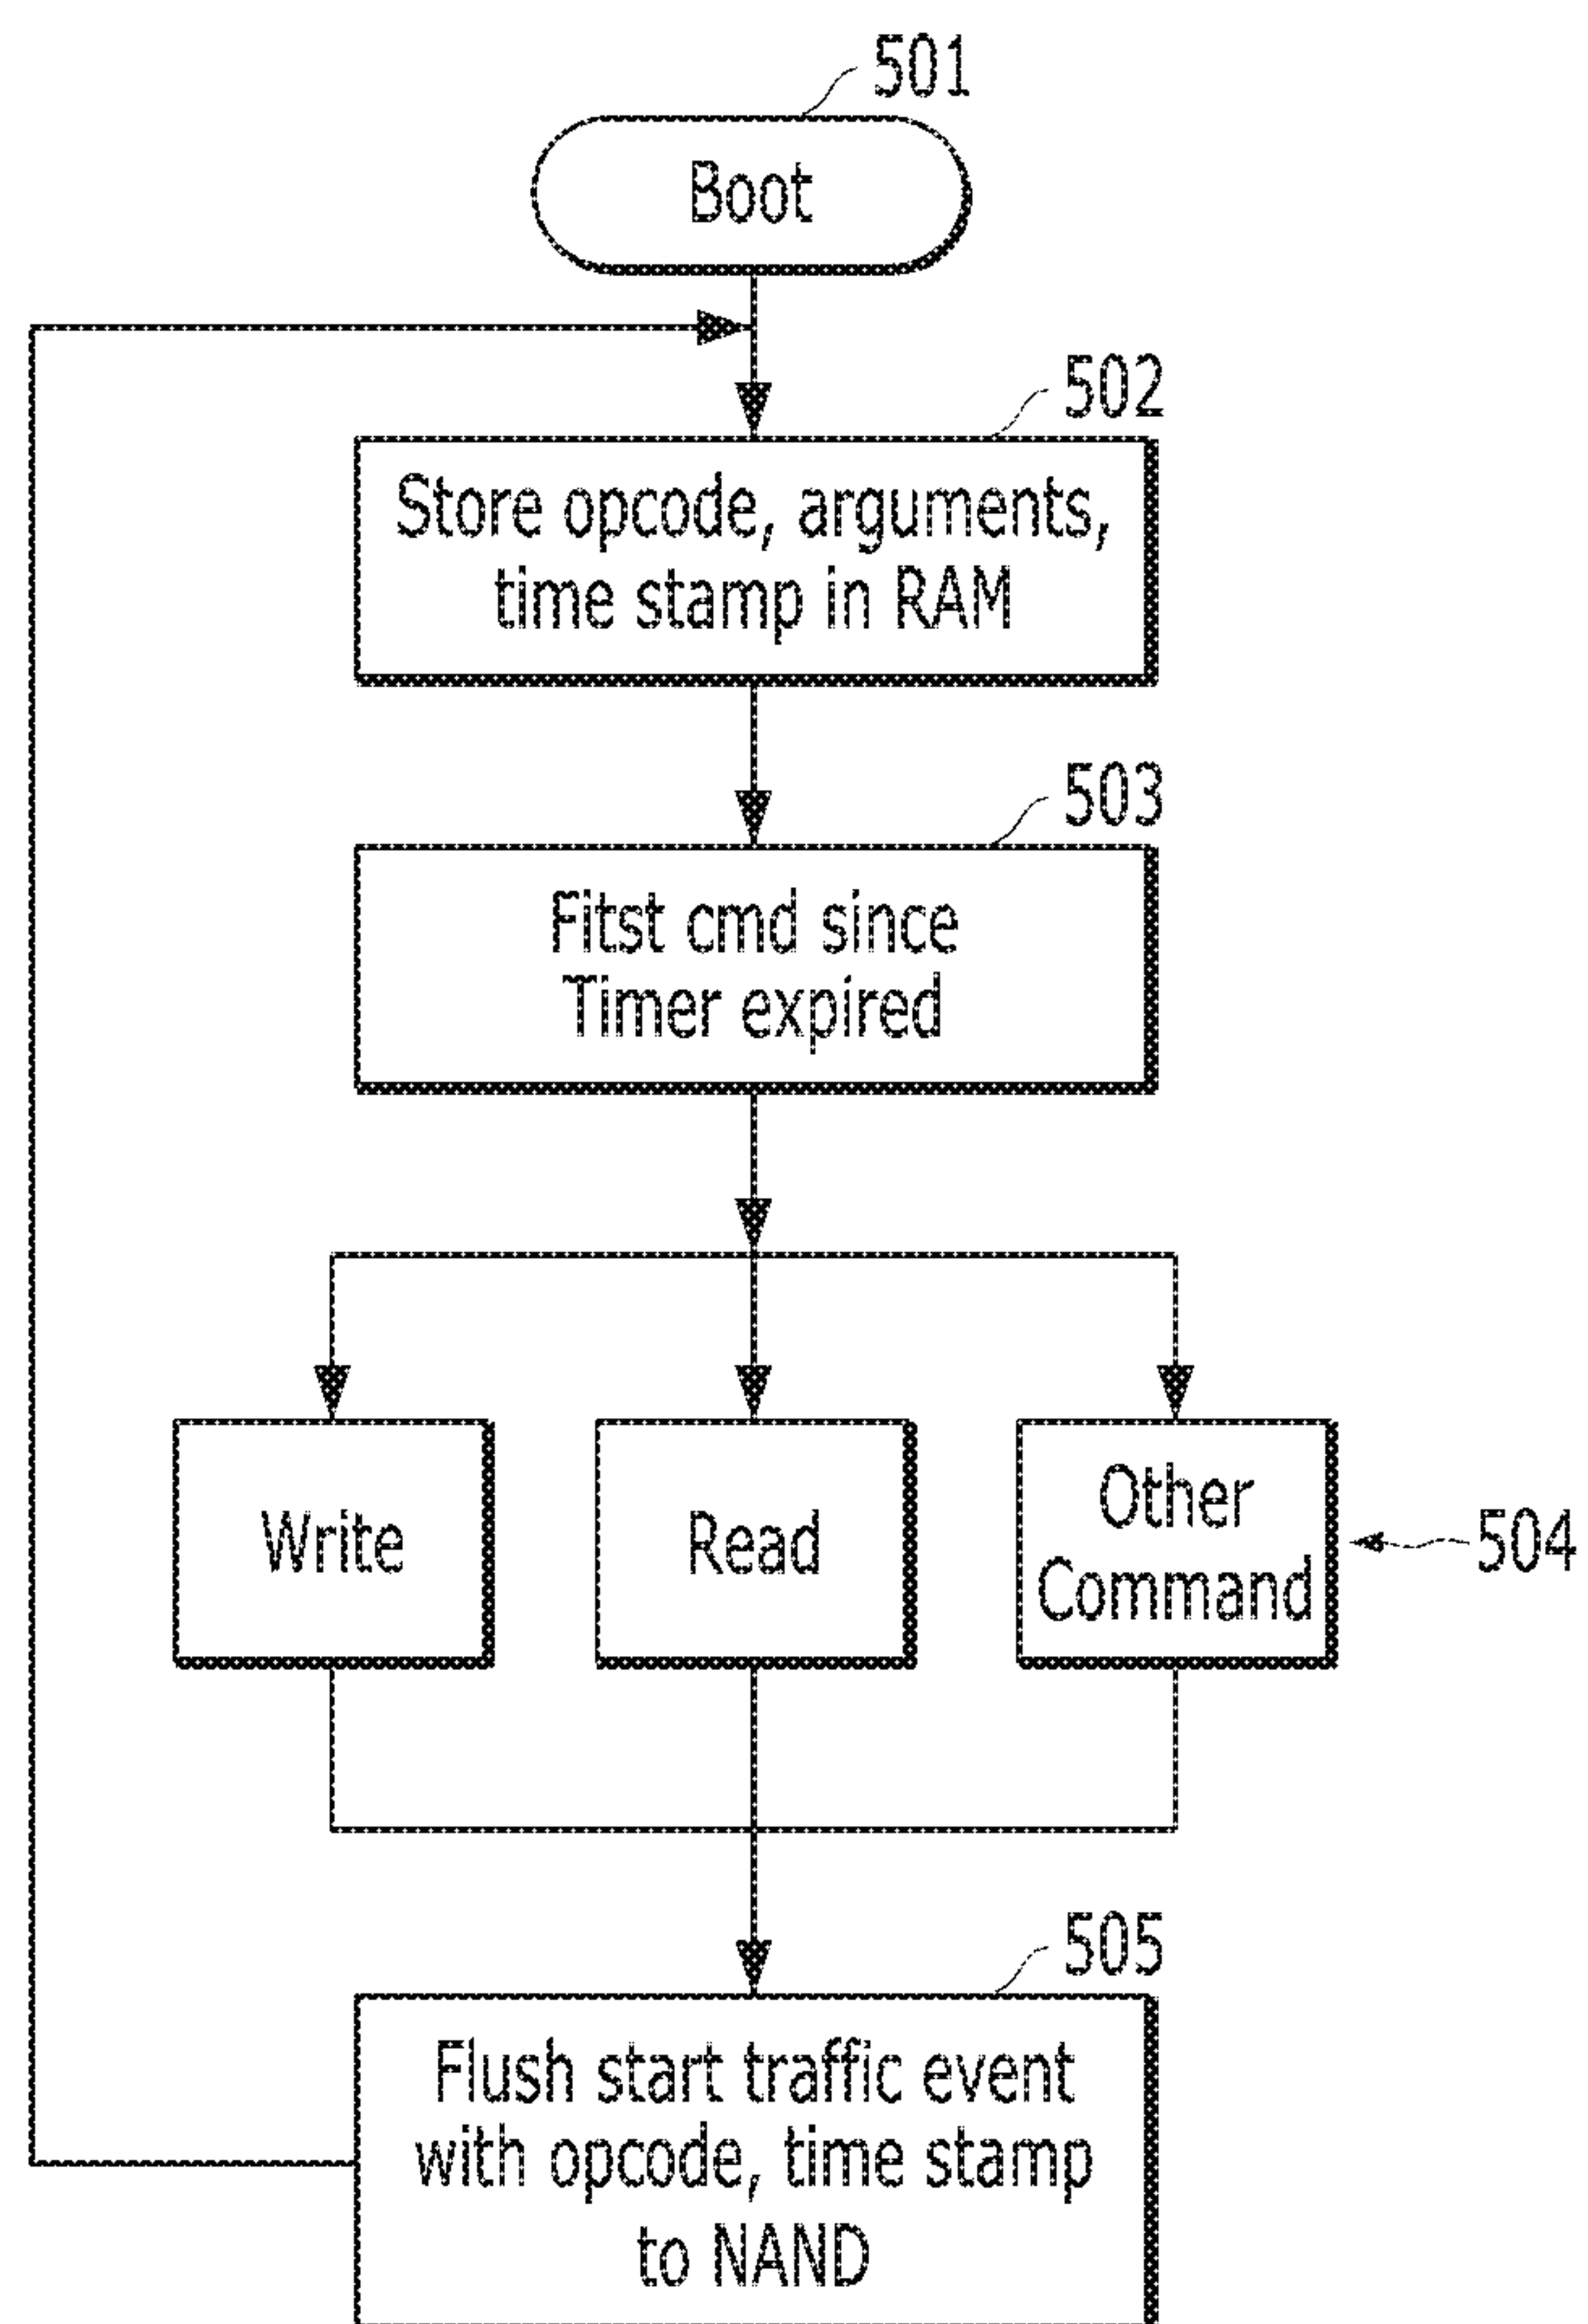 501
Boot
502
Store opcode, arguments,
time stamp in RAM
503
Fitst cmd since
Timer expired
Write
Read
Other
Command
504
505
Flush start traffic event
with opcode, time stamp
to NAND